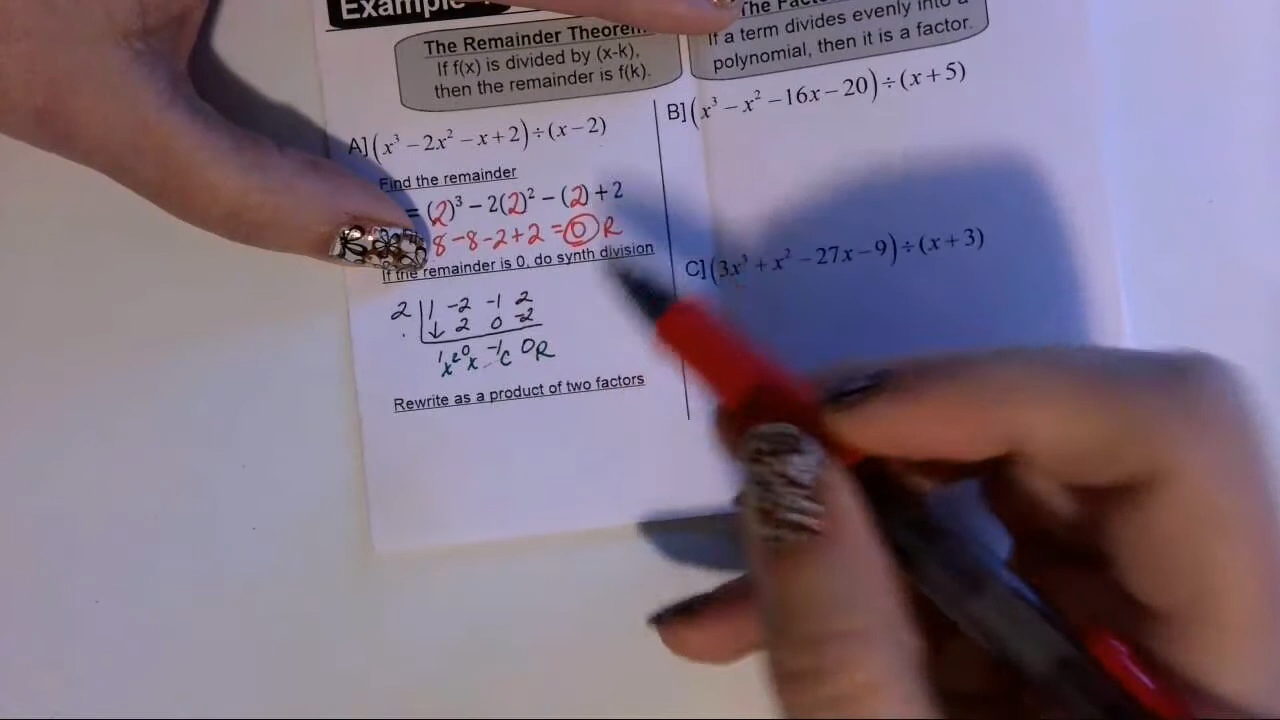 Example
The Remainder Theorem
If f(x) is divided by (x-k),
then the remainder is f(k).
The
If a term divides evenly into a
polynomial, then it is a factor.
A] (x³ − 2x² − x + 2) ÷ (x − 2)
Find the remainder
= (2)³ − 2(2)² − (2) + 2
8 − 8 − 2 + 2 = 0 R
If the remainder is 0, do synth division
2 | 1 -2 -1 2
↓ 2 0 -2
1x² 0x -1c 0R
Rewrite as a product of two factors
B] (x³ − x² − 16x − 20) ÷ (x + 5)
C] (3x³ + x² − 27x − 9) ÷ (x + 3)